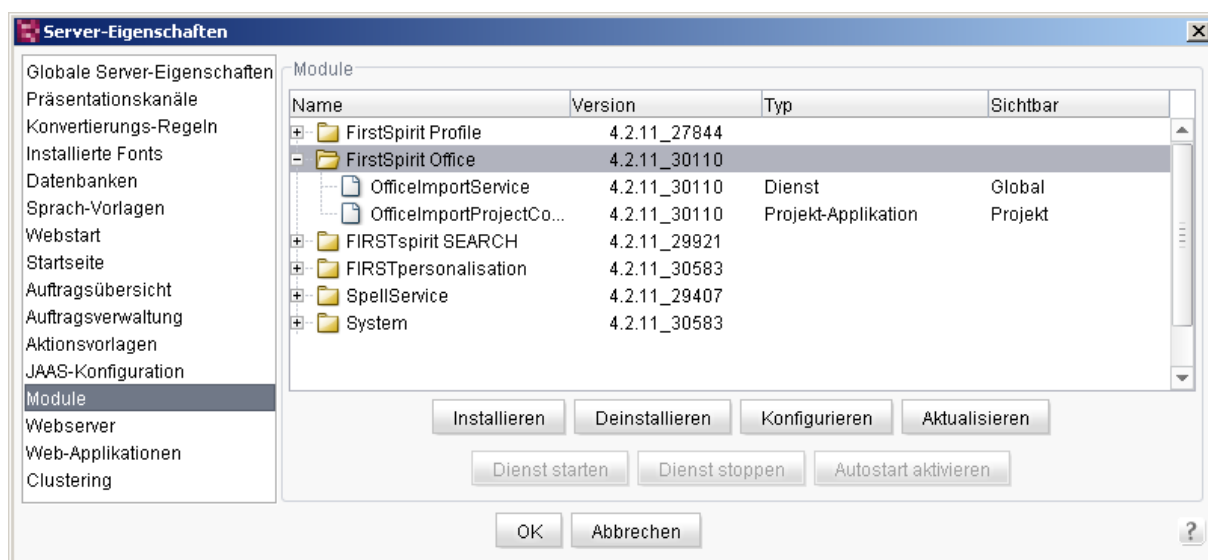 Server-Eigenschaften
Globale Server-Eigenschaften
Präsentationskanäle
Konvertierungs-Regeln
Installierte Fonts
Datenbanken
Sprach-Vorlagen
Webstart
Startseite
Auftragsübersicht
Auftragsverwaltung
Aktionsvorlagen
JAAS-Konfiguration
Module
Webserver
Web-Applikationen
Clustering
Module
Name Version Typ Sichtbar
FirstSpirit Profile 4.2.11_27844
FirstSpirit Office 4.2.11_30110
OfficeImportService 4.2.11_30110 Dienst Global
OfficeImportProjectCo... 4.2.11_30110 Projekt-Applikation Projekt
FIRSTspirit SEARCH 4.2.11_29921
FIRSTpersonalisation 4.2.11_30583
SpellService 4.2.11_29407
System 4.2.11_30583
Installieren Deinstallieren Konfigurieren Aktualisieren
Dienst starten Dienst stoppen Autostart aktivieren
OK Abbrechen ?